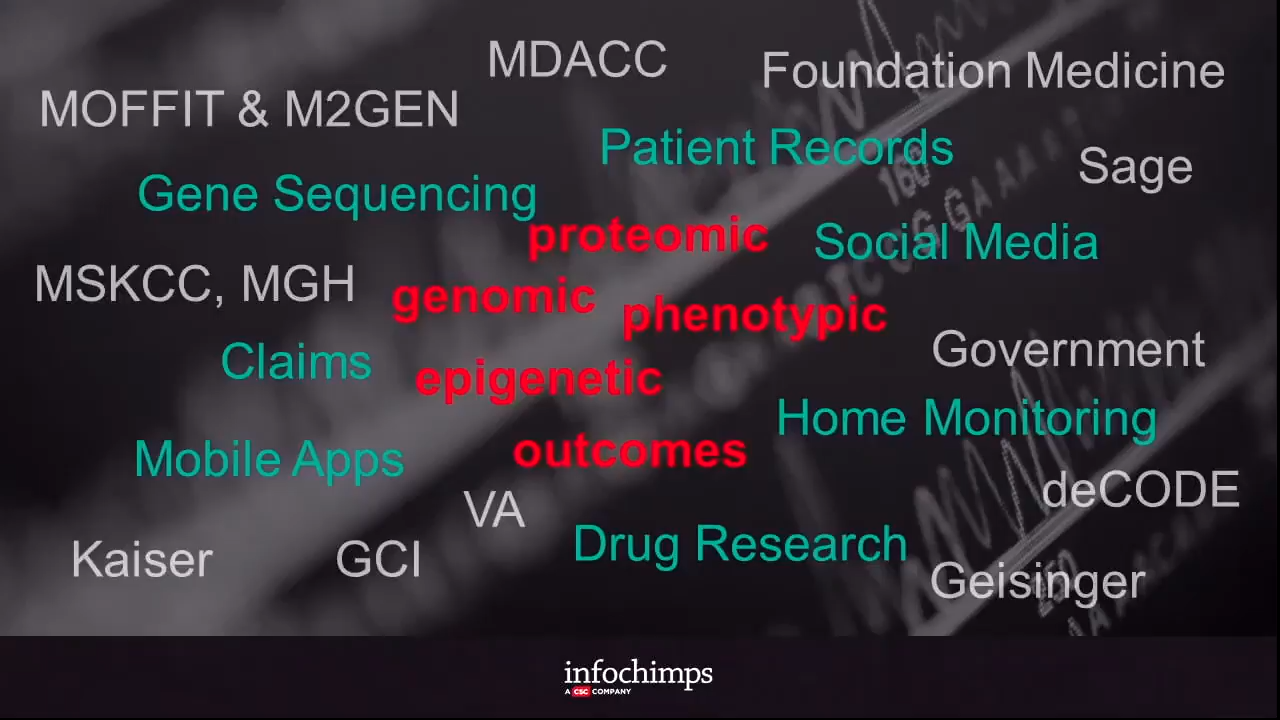 MDACC
Foundation Medicine
MOFFIT & M2GEN
Patient Records
Sage
Gene Sequencing
proteomic
Social Media
MSKCC, MGH
genomic
phenotypic
Government
Claims
epigenetic
Home Monitoring
outcomes
Mobile Apps
deCODE
VA
Drug Research
Kaiser
GCI
Geisinger
160
infochimps
A CSC COMPANY